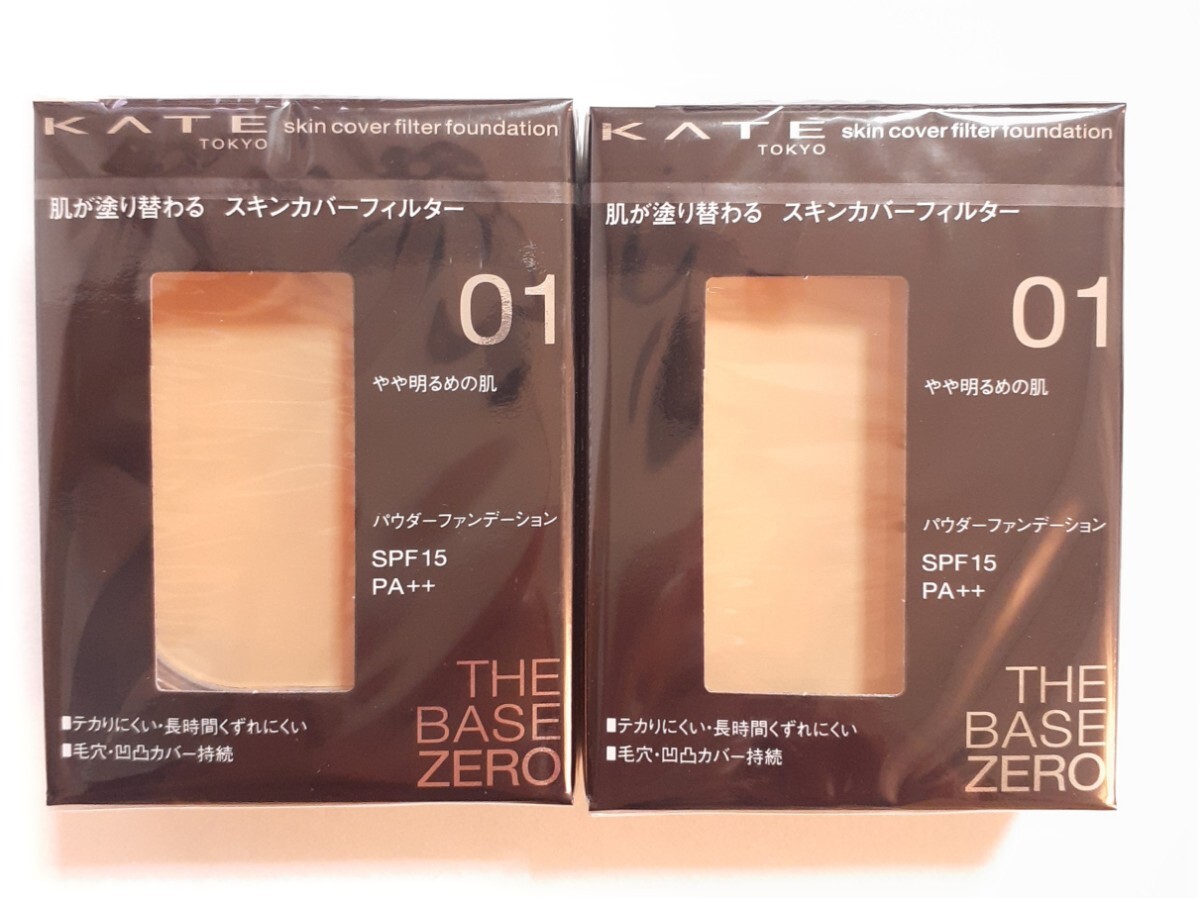 KATE skin cover filter foundation
TOKYO
肌が塗り替わる スキンカバーフィルター
01
やや明るめの肌
パウダーファンデーション
SPF15
PA++
THE
BASE
ZERO
■テカりにくい・長時間くずれにくい
■毛穴・凹凸カバー持続
KATE skin cover filter foundation
TOKYO
肌が塗り替わる スキンカバーフィルター
01
やや明るめの肌
パウダーファンデーション
SPF15
PA++
THE
BASE
ZERO
■テカりにくい・長時間くずれにくい
■毛穴・凹凸カバー持続